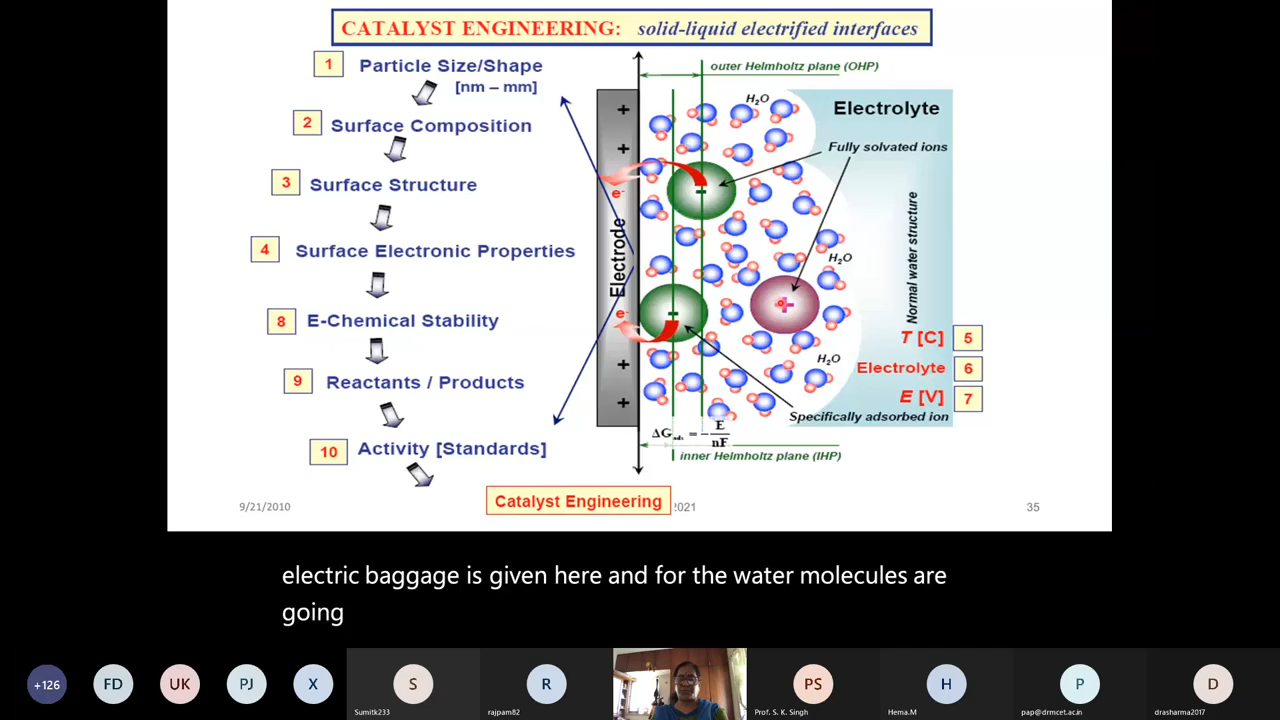 CATALYST ENGINEERING: solid-liquid electrified interfaces
1 Particle Size/Shape
[nm – mm]
2 Surface Composition
3 Surface Structure
4 Surface Electronic Properties
8 E-Chemical Stability
9 Reactants / Products
10 Activity [Standards]
outer Helmholtz plane (OHP)
H2O
Electrolyte
Fully solvated ions
+
+
e-
-
Electrode
Normal water structure
H2O
e-
-
+
T [C] 5
H2O
Electrolyte 6
E [V] 7
+
+
Specifically adsorbed ion
ΔGads = - E
nF
inner Helmholtz plane (IHP)
9/21/2010
Catalyst Engineering
2021
35
electric baggage is given here and for the water molecules are
going
+126
FD
UK
PJ
X
S
Sumitk233
R
rajpam82
PS
Prof. S. K. Singh
H
Hema.M
P
pap@drmcet.ac.in
D
drasharma2017